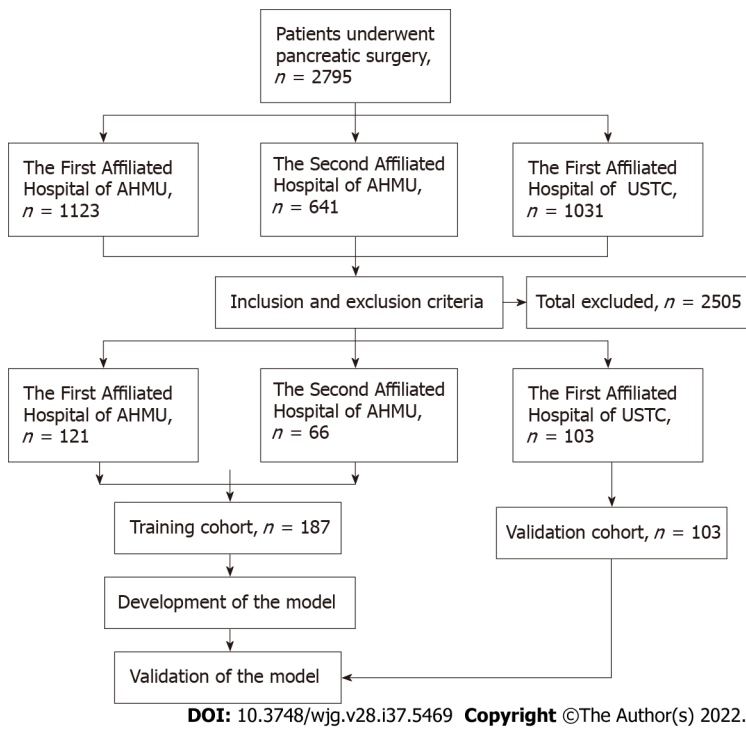 Patients underwent
pancreatic surgery,
n = 2795
The First Affiliated
Hospital of AHMU,
n = 1123
The Second Affiliated
Hospital of AHMU,
n = 641
The First Affiliated
Hospital of USTC,
n = 1031
Inclusion and exclusion criteria
Total excluded, n = 2505
The First Affiliated
Hospital of AHMU,
n = 121
The Second Affiliated
Hospital of AHMU,
n = 66
The First Affiliated
Hospital of USTC,
n = 103
Training cohort, n = 187
Validation cohort, n = 103
Development of the model
Validation of the model
DOI: 10.3748/wjg.v28.i37.5469 Copyright ©The Author(s) 2022.